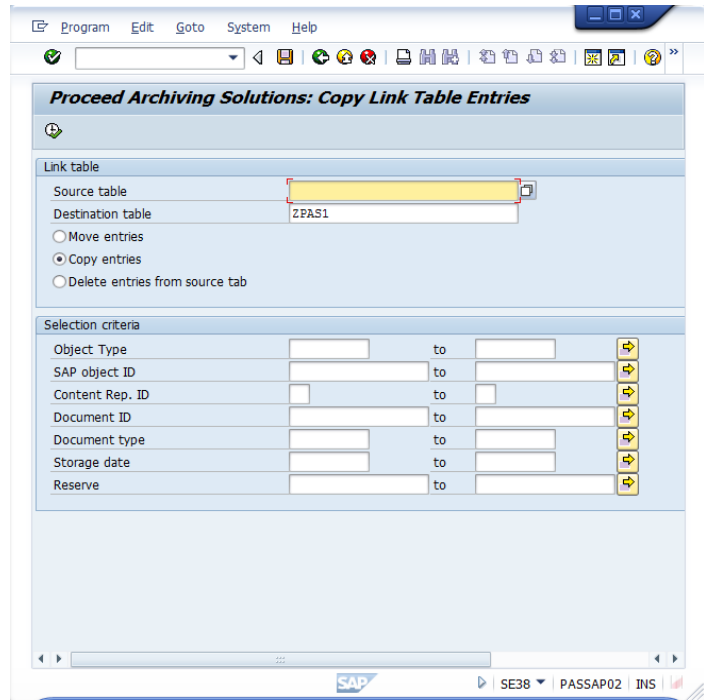 Program Edit Goto System Help
Proceed Archiving Solutions: Copy Link Table Entries
Link table
Source table
Destination table ZPAS1
Move entries
Copy entries
Delete entries from source tab
Selection criteria
Object Type to
SAP object ID to
Content Rep. ID to
Document ID to
Document type to
Storage date to
Reserve to
SAP SE38 PASSAP02 INS